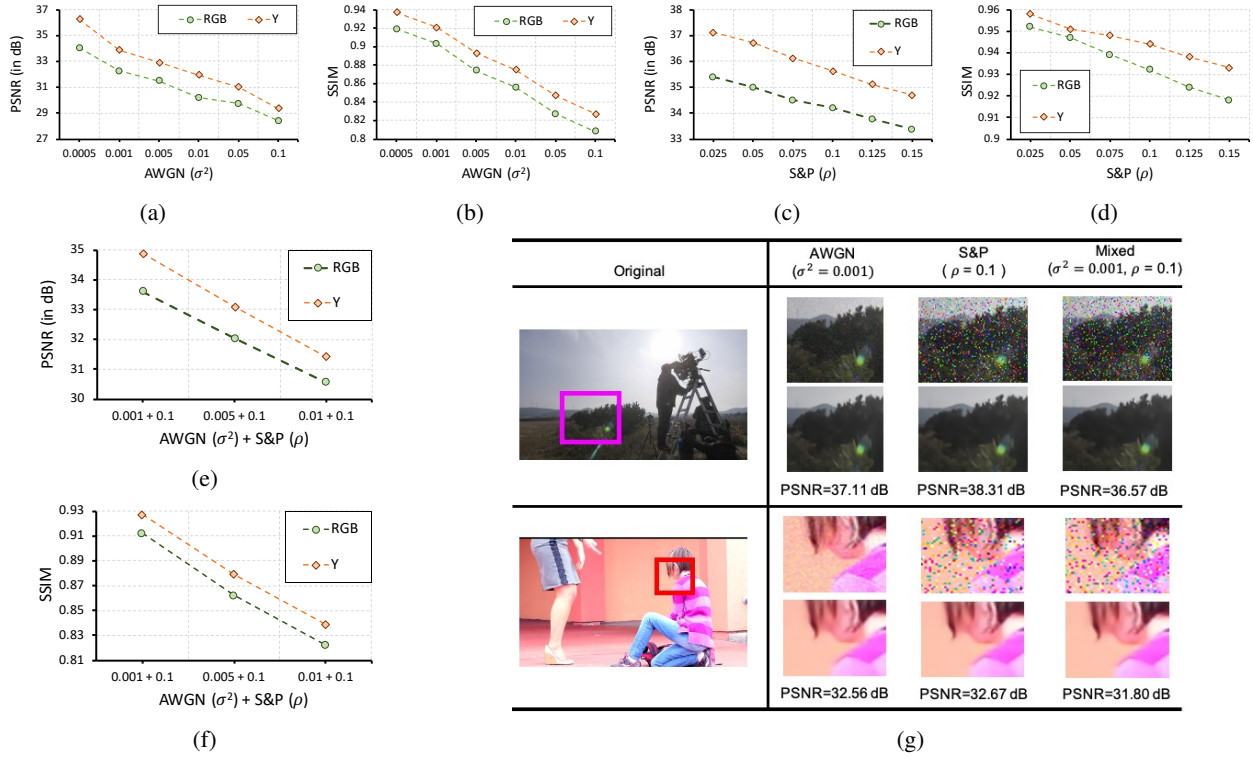 37
35
33
31
29
27
PSNR (in dB)
RGB
Y
0.0005 0.001 0.005 0.01 0.05 0.1
AWGN (σ²)
(a)
0.94
0.92
0.9
0.88
0.86
0.84
0.82
0.8
SSIM
RGB
Y
0.0005 0.001 0.005 0.01 0.05 0.1
AWGN (σ²)
(b)
38
37
36
35
34
33
PSNR (in dB)
RGB
Y
0.025 0.05 0.075 0.1 0.125 0.15
S&P (ρ)
(c)
0.96
0.95
0.94
0.93
0.92
0.91
0.9
SSIM
RGB
Y
0.025 0.05 0.075 0.1 0.125 0.15
S&P (ρ)
(d)
35
34
33
32
31
30
PSNR (in dB)
RGB
Y
0.001 + 0.1 0.005 + 0.1 0.01 + 0.1
AWGN (σ²) + S&P (ρ)
(e)
0.93
0.91
0.89
0.87
0.85
0.83
0.81
SSIM
RGB
Y
0.001 + 0.1 0.005 + 0.1 0.01 + 0.1
AWGN (σ²) + S&P (ρ)
(f)
Original
AWGN
(σ² = 0.001)
S&P
( ρ = 0.1 )
Mixed
(σ² = 0.001, ρ = 0.1)
PSNR=37.11 dB PSNR=38.31 dB PSNR=36.57 dB
PSNR=32.56 dB PSNR=32.67 dB PSNR=31.80 dB
(g)